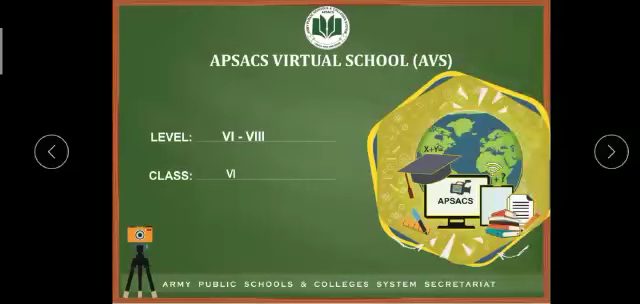 APSACS VIRTUAL SCHOOL (AVS)
LEVEL: VI - VIII
CLASS: VI
X+Y=
+ ?
APSACS
ARMY PUBLIC SCHOOLS & COLLEGES SYSTEM SECRETARIAT